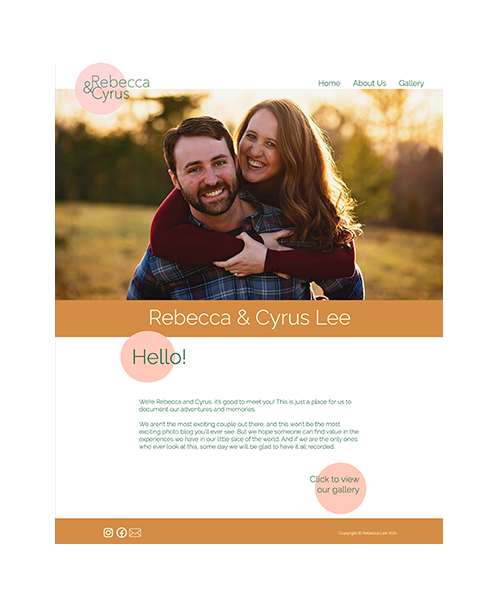 Rebecca
&Cyrus
Home About Us Gallery
Rebecca & Cyrus Lee
Hello!
We're Rebecca and Cyrus, it's good to meet you! This is just a place for us to
document our adventures and memories.
We aren't the most exciting couple out there, and this won't be the most
exciting photo blog you'll ever see. But we hope someone can find value in the
experiences we have in our little slice of the world. And if we are the only ones
who ever look at this, some day we will be glad to have it all recorded.
Click to view
our gallery
Copyright © Rebecca Lee